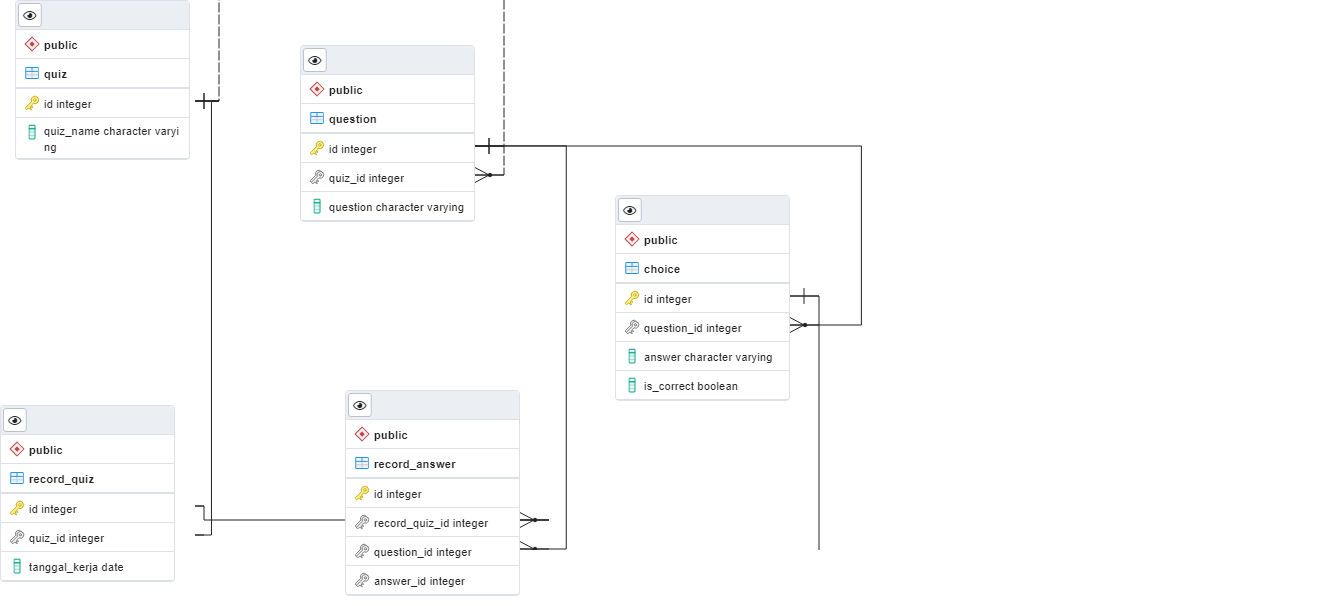 public
quiz
id integer
quiz_name character varyi
ng
public
question
id integer
quiz_id integer
question character varying
public
choice
id integer
question_id integer
answer character varying
is_correct boolean
public
record_quiz
id integer
quiz_id integer
tanggal_kerja date
public
record_answer
id integer
record_quiz_id integer
question_id integer
answer_id integer